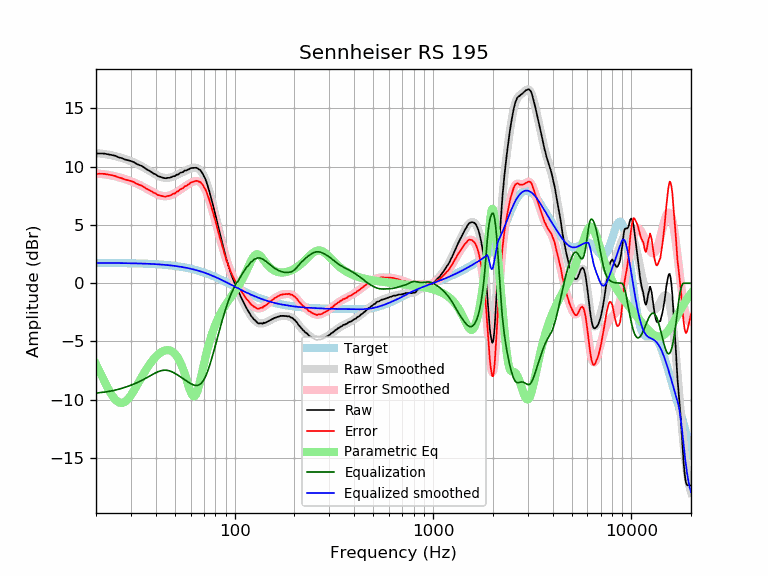 Sennheiser RS 195
15
10
5
0
−5
−10
−15
Amplitude (dBr)
Target
Raw Smoothed
Error Smoothed
Raw
Error
Parametric Eq
Equalization
Equalized smoothed
100 1000 10000
Frequency (Hz)